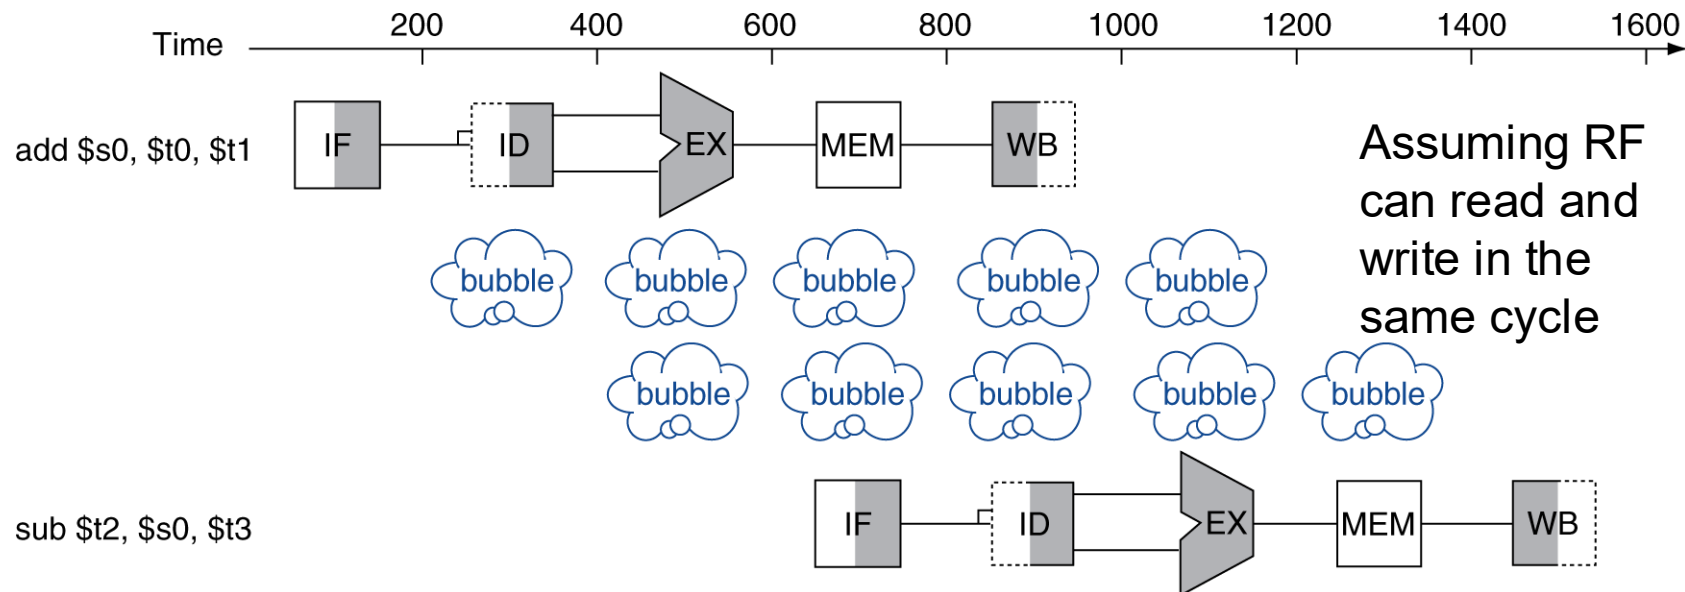 200 400 600 800 1000 1200 1400 1600
Time
add $s0, $t0, $t1 IF ID EX MEM WB
Assuming RF
can read and
write in the
same cycle
bubble bubble bubble bubble bubble
bubble bubble bubble bubble bubble
sub $t2, $s0, $t3 IF ID EX MEM WB